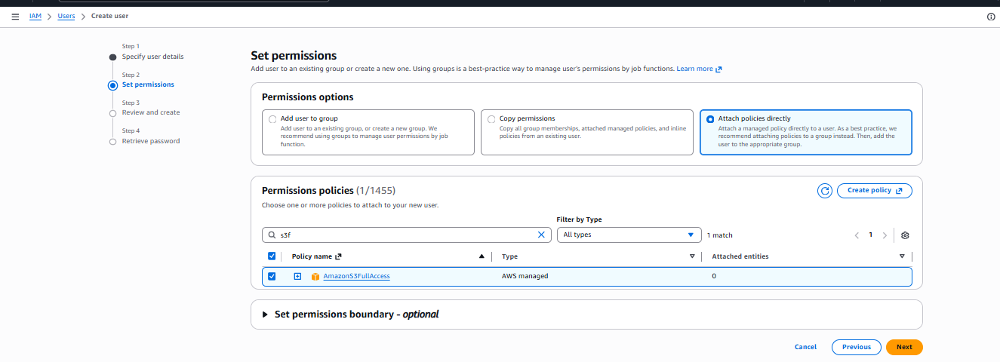 IAM > Users > Create user
Step 1
Specify user details
Step 2
Set permissions
Step 3
Review and create
Step 4
Retrieve password
Set permissions
Add user to an existing group or create a new one. Using groups is a best-practice way to manage user's permissions by job functions. Learn more
Permissions options
Add user to group
Add user to an existing group, or create a new group. We
recommend using groups to manage user permissions by job
function.
Copy permissions
Copy all group memberships, attached managed policies, and inline
policies from an existing user.
Attach policies directly
Attach a managed policy directly to a user. As a best practice, we
recommend attaching policies to a group instead. Then, add the
user to the appropriate group.
Permissions policies (1/1455)
Create policy
Choose one or more policies to attach to your new user.
Filter by Type
s3f
All types
1 match
1
Policy name
Type
Attached entities
AmazonS3FullAccess
AWS managed
0
Set permissions boundary - optional
Cancel
Previous
Next